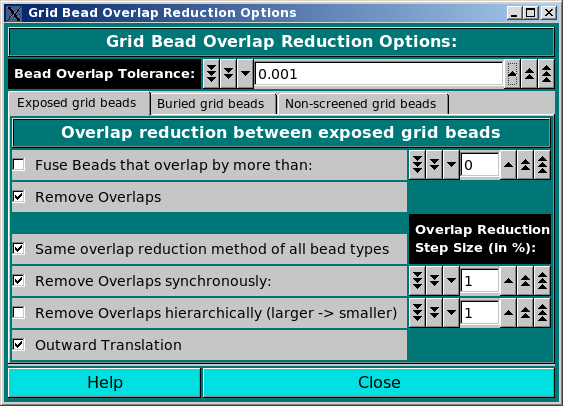 Grid Bead Overlap Reduction Options
Grid Bead Overlap Reduction Options:
Bead Overlap Tolerance: 0.001
Exposed grid beads Buried grid beads Non-screened grid beads
Overlap reduction between exposed grid beads
Fuse Beads that overlap by more than: 0
Remove Overlaps
Overlap Reduction
Step Size (in %):
Same overlap reduction method of all bead types
Remove Overlaps synchronously: 1
Remove Overlaps hierarchically (larger -> smaller) 1
Outward Translation
Help Close